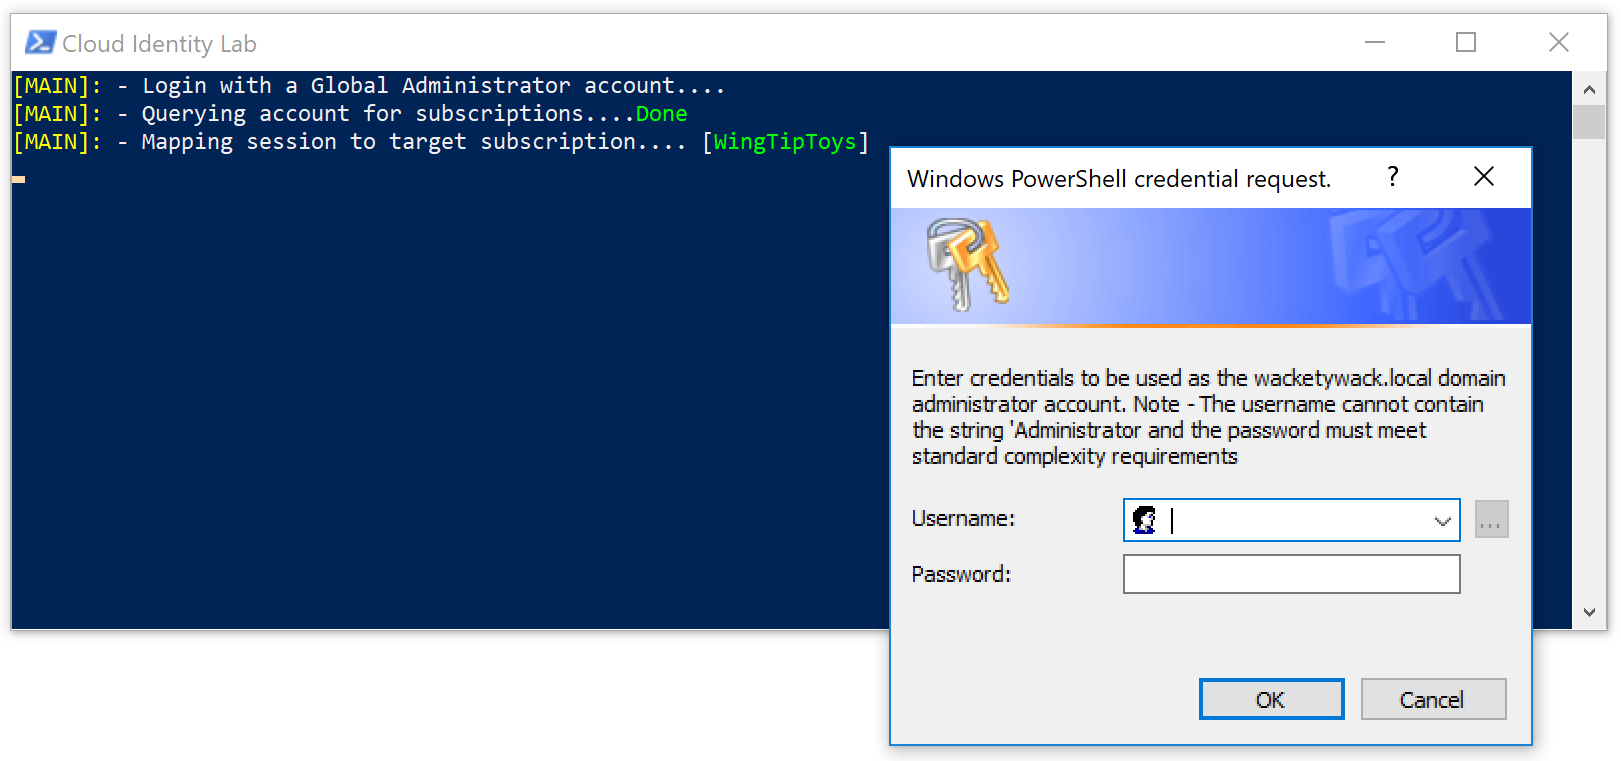 Cloud Identity Lab
[MAIN]: - Login with a Global Administrator account....
[MAIN]: - Querying account for subscriptions....Done
[MAIN]: - Mapping session to target subscription.... [WingTipToys]
Windows PowerShell credential request.
?
Enter credentials to be used as the wacketywack.local domain
administrator account. Note - The username cannot contain
the string 'Administrator and the password must meet
standard complexity requirements
Username:
...
Password:
OK
Cancel